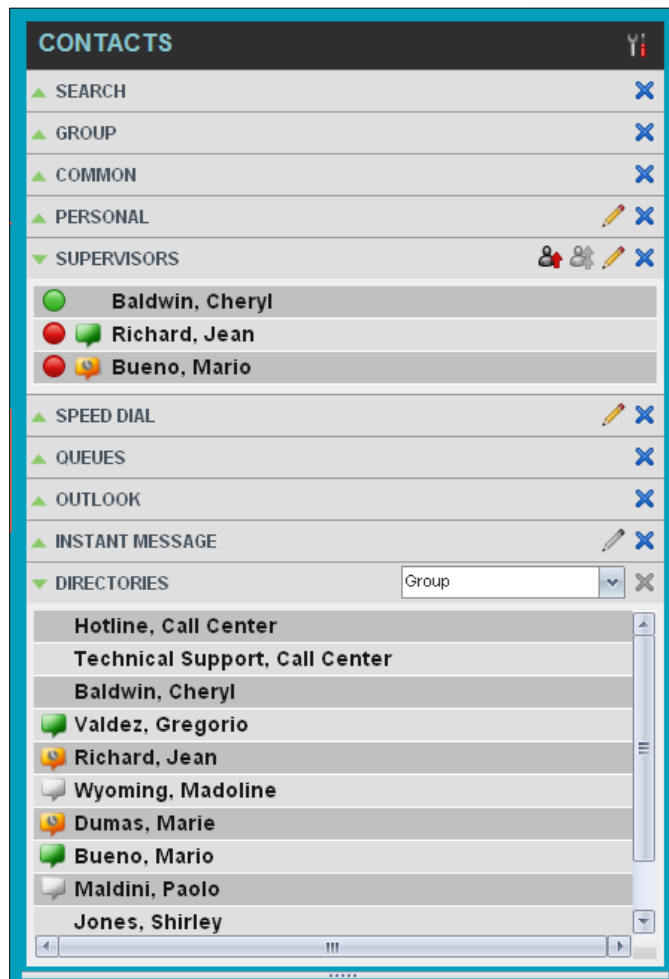 CONTACTS
SEARCH
GROUP
COMMON
PERSONAL
SUPERVISORS
Baldwin, Cheryl
Richard, Jean
Bueno, Mario
SPEED DIAL
QUEUES
OUTLOOK
INSTANT MESSAGE
DIRECTORIES Group
Hotline, Call Center
Technical Support, Call Center
Baldwin, Cheryl
Valdez, Gregorio
Richard, Jean
Wyoming, Madoline
Dumas, Marie
Bueno, Mario
Maldini, Paolo
Jones, Shirley